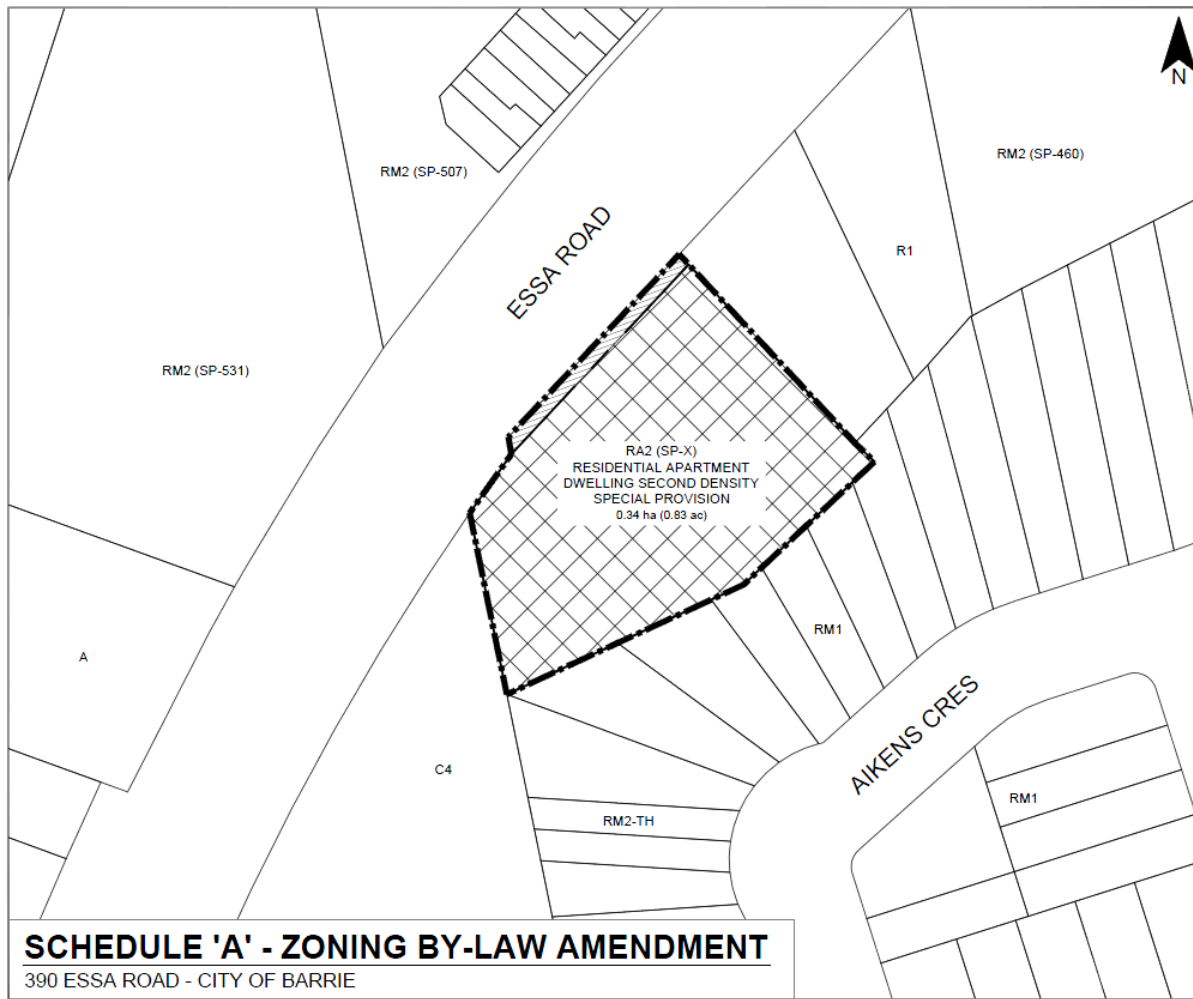 N
RM2 (SP-507)
RM2 (SP-460)
ESSA ROAD
R1
RM2 (SP-531)
RA2 (SP-X)
RESIDENTIAL APARTMENT
DWELLING SECOND DENSITY
SPECIAL PROVISION
0.34 ha (0.83 ac)
RM1
A
AIKENS CRES
C4
RM1
RM2-TH
SCHEDULE 'A' - ZONING BY-LAW AMENDMENT
390 ESSA ROAD - CITY OF BARRIE